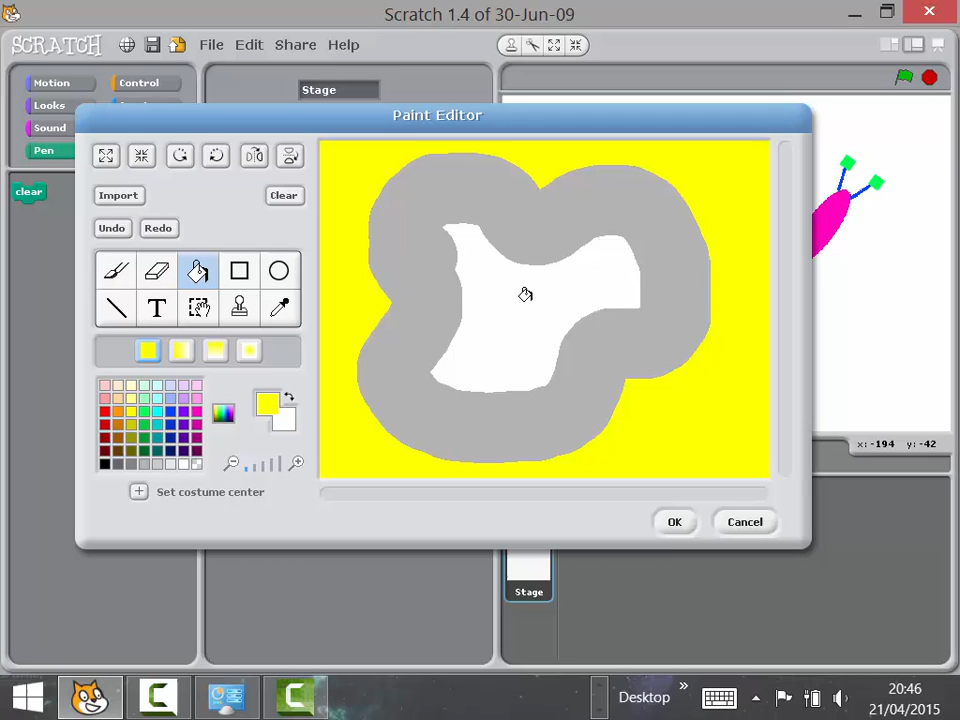 Scratch 1.4 of 30-Jun-09
SCRATCH
File Edit Share Help
Motion
Control
Looks
Sound
Pen
Stage
clear
Paint Editor
Import
Clear
Undo
Redo
T
Set costume center
OK
Cancel
x: -194 y: -42
Stage
Desktop
20:46
21/04/2015